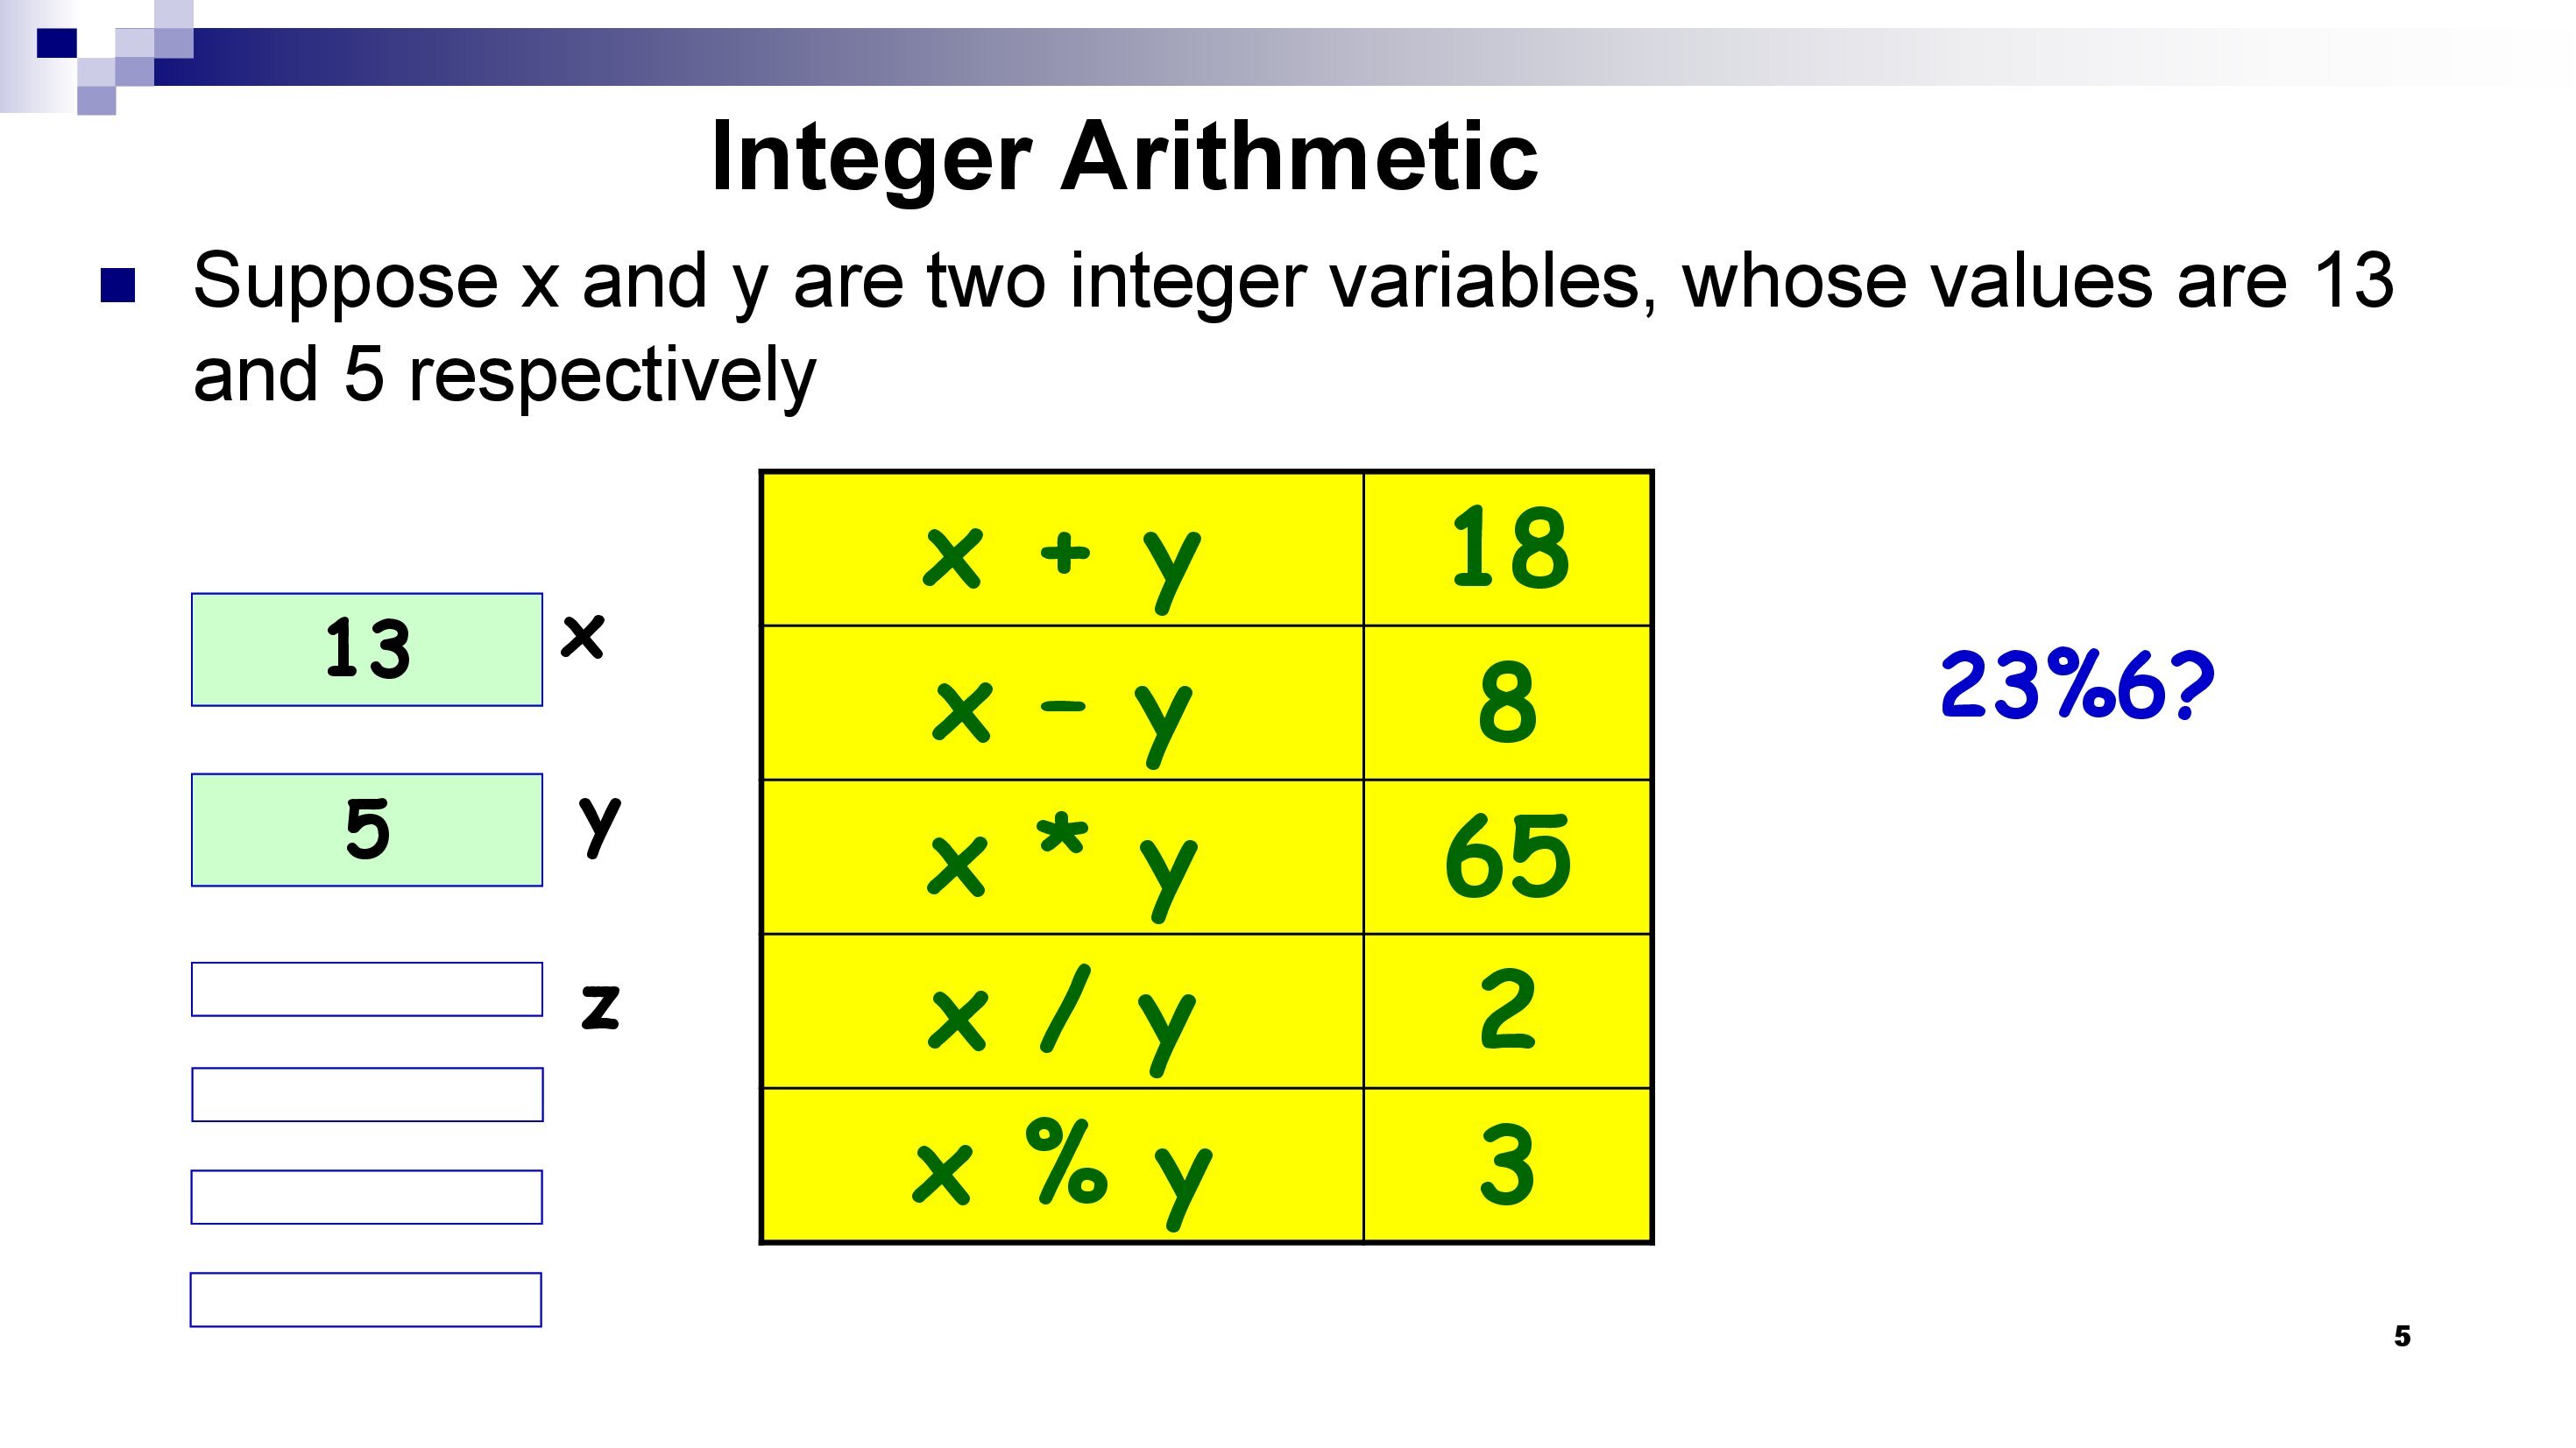 Integer Arithmetic
Suppose x and y are two integer variables, whose values are 13
and 5 respectively
13 x
5 y
z
x + y 18
x - y 8
x * y 65
x / y 2
x % y 3
23%6?
5